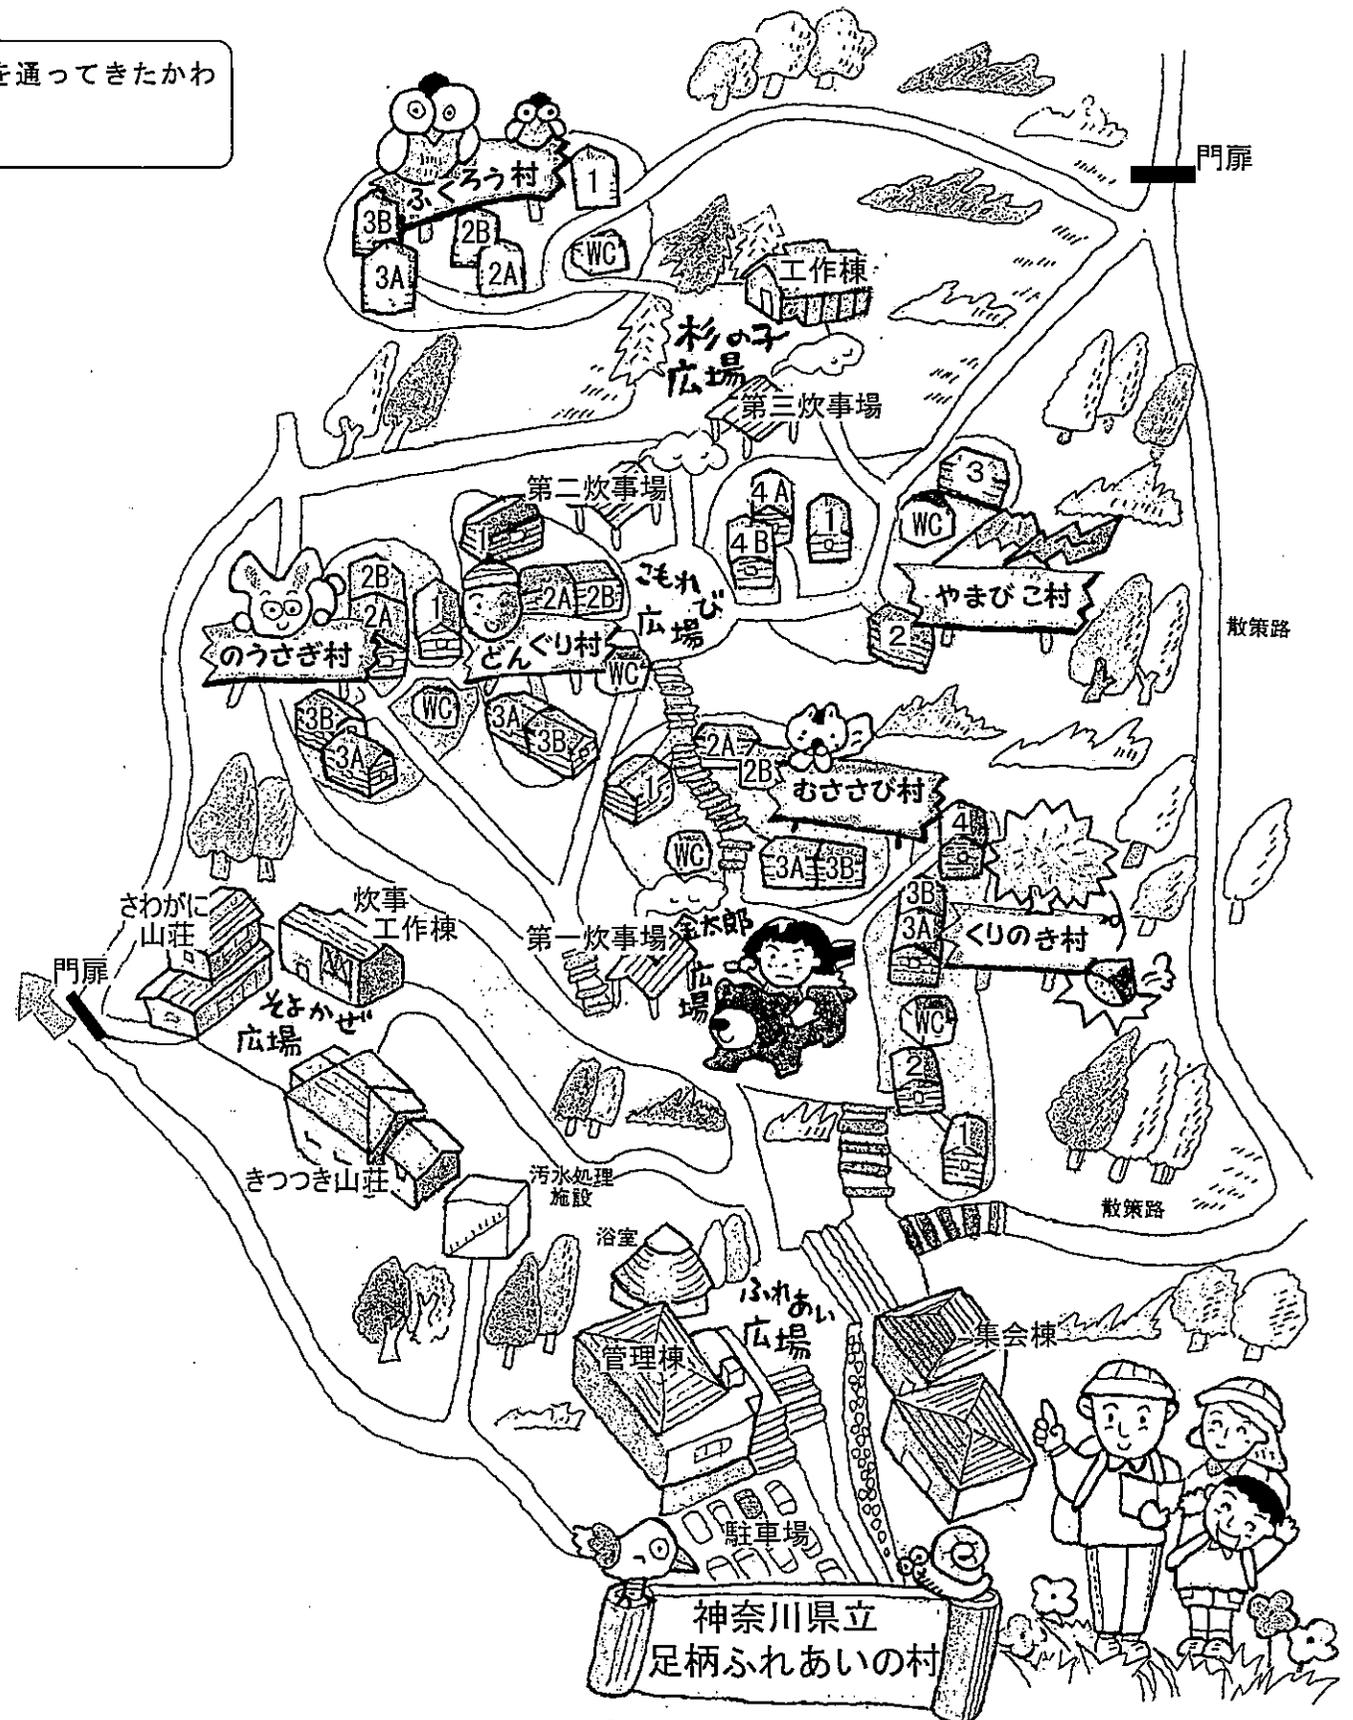 を通ってきたかわ
門扉
ふくろう村
1
3B
2B
3A
2A
WC
工作棟
杉の子
広場
第三炊事場
第二炊事場
4A
1
4B
3
WC
やまびこ村
2
散策路
1
2A
2B
こもれび
広場
どんぐり村
WC
2B
2A
1
のうさぎ村
WC
3B
3A
3A
3B
2A
2B
むささび村
1
WC
3A
3B
4
3B
3A
くりのき村
WC
2
1
さわがに
山荘
炊事
工作棟
第一炊事場
金太郎
広場
門扉
そよかぜ
広場
きつつき山荘
汚水処理
施設
散策路
浴室
ふれあい
広場
管理棟
集会棟
駐車場
神奈川県立
足柄ふれあいの村